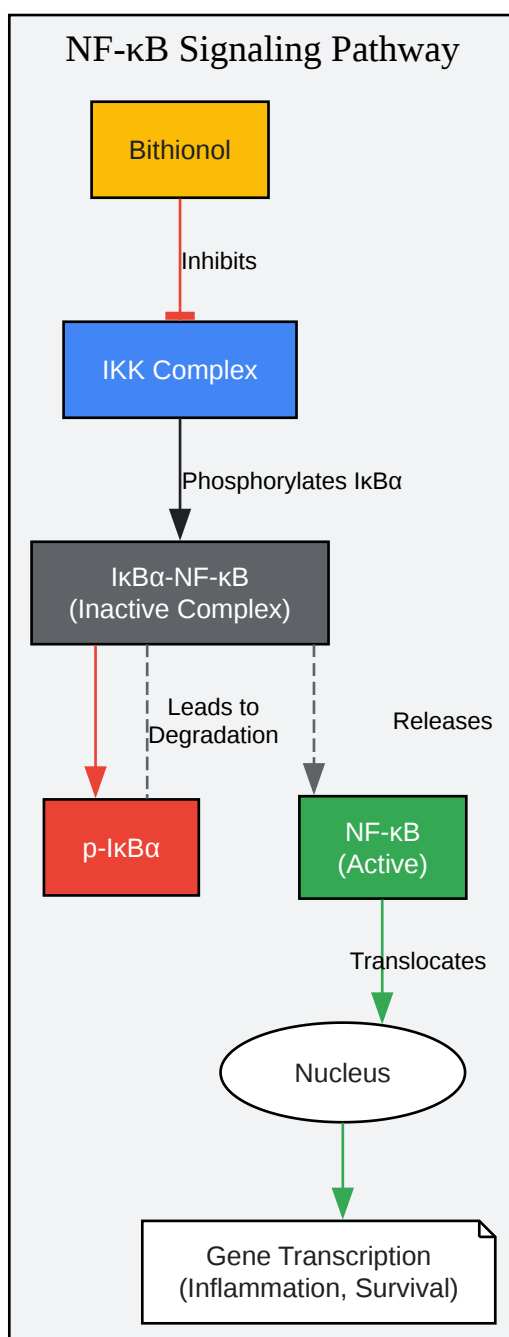 NF-κB Signaling Pathway
Bithionol
Inhibits
IKK Complex
Phosphorylates IκBα
IκBα-NF-κB
(Inactive Complex)
Leads to
Degradation
Releases
p-IκBα
NF-κB
(Active)
Translocates
Nucleus
Gene Transcription
(Inflammation, Survival)